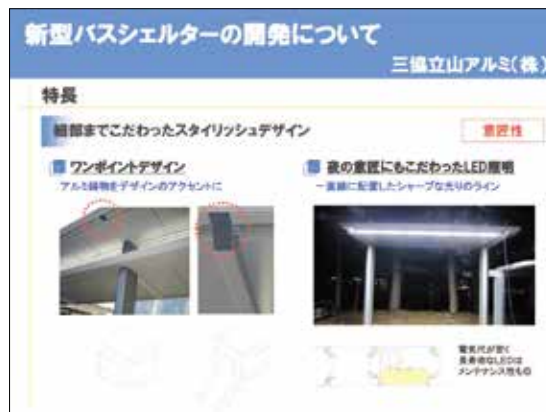 新型バスシェルターの開発について
三協立山アルミ(株)
特長
細部までこだわったスタイリッシュデザイン
意匠性
ワンポイントデザイン
アルミ鋳物をデザインのアクセントに
夜の意匠にもこだわったLED照明
一直線に配置したシャープな光りのライン
電気代が安く
長寿命なLEDは
メンテナンス性も◎